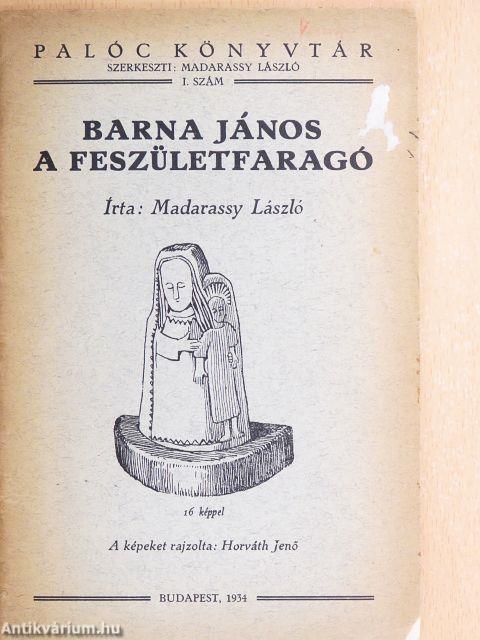 PALÓC KÖNYVTÁR
SZERKESZTI: MADARASSY LÁSZLÓ
I. SZÁM
BARNA JÁNOS
A FESZÜLETFARAGÓ
Írta: Madarassy László
16 képpel
A képeket rajzolta: Horváth Jenő
BUDAPEST, 1934
Antikvárium.hu